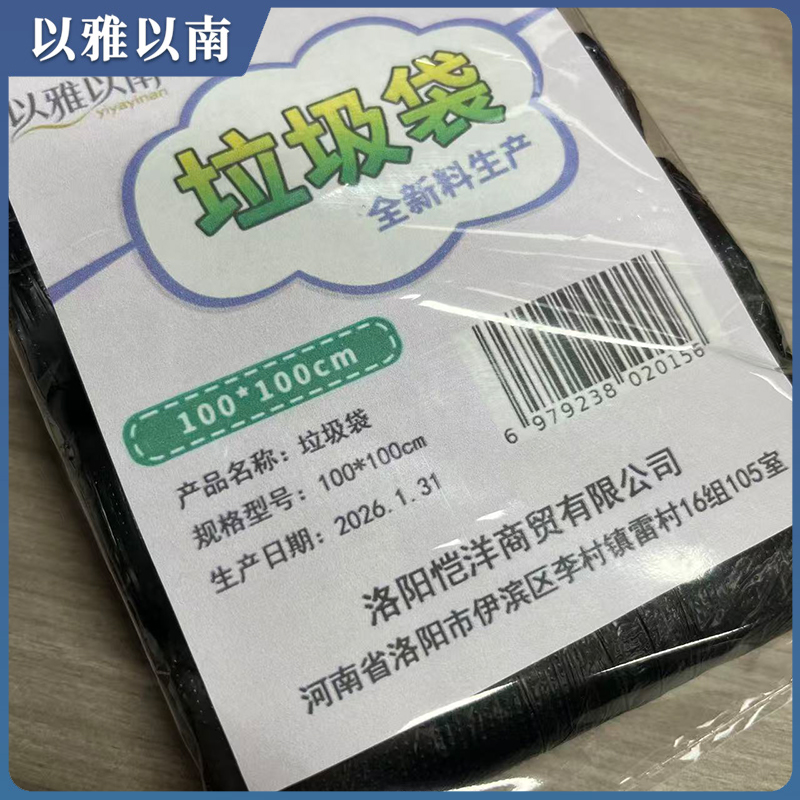 以雅以南
以雅以南
yiyayinan
垃圾袋
全新料生产
100*100cm
6 979238 020156
产品名称：垃圾袋
规格型号：100*100cm
生产日期：2026.1.31
洛阳恺洋商贸有限公司
河南省洛阳市伊滨区李村镇雷村16组105室